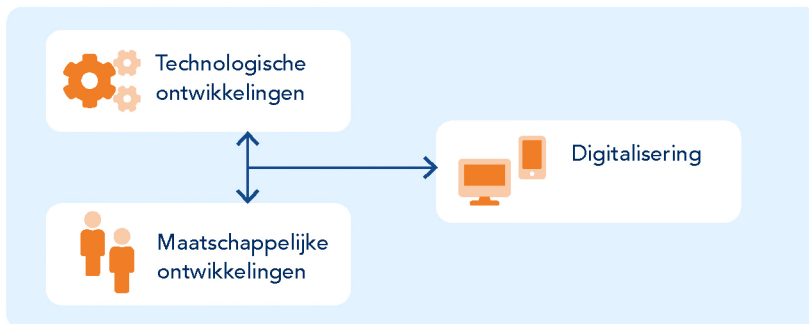 Technologische
ontwikkelingen
Digitalisering
Maatschappelijke
ontwikkelingen